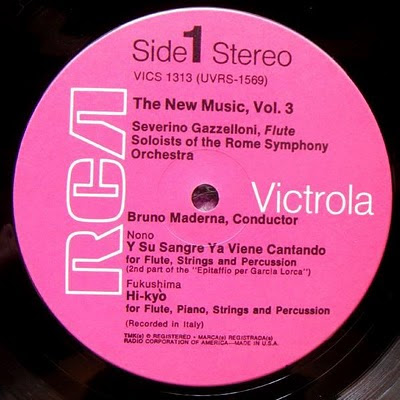 Side 1 Stereo
VICS 1313 (UVRS-1569)
The New Music, Vol. 3
Severino Gazzelloni, Flute
Soloists of the Rome Symphony
Orchestra
RCA
Victrola
Bruno Maderna, Conductor
Nono
Y Su Sangre Ya Viene Cantando
for Flute, Strings and Percussion
(2nd part of the "Epitaffio per Garcia Lorca")
Fukushima
Hi-kyō
for Flute, Piano, Strings and Percussion
(Recorded in Italy)
TMK(s) ® REGISTERED • MARCA(s) REGISTRADA(s)
RADIO CORPORATION OF AMERICA—MADE IN U.S.A.